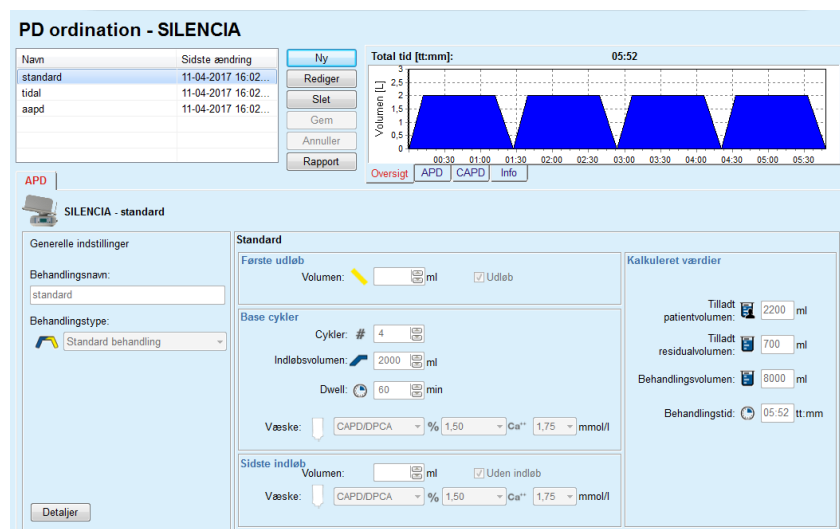 PD ordination - SILENCIA
Navn Sidste ændring
standard 11-04-2017 16:02...
tidal 11-04-2017 16:02...
aapd 11-04-2017 16:02...
Ny
Rediger
Slet
Gem
Annuller
Rapport
Total tid [tt:mm]: 05:52
Volumen [L]
3
2,5
2
1,5
1
0,5
0
00:30 01:00 01:30 02:00 02:30 03:00 03:30 04:00 04:30 05:00 05:30
Oversigt APD CAPD Info
APD
SILENCIA - standard
Generelle indstillinger
Behandlingsnavn:
standard
Behandlingstype:
Standard behandling
Detaljer
Standard
Første udløb
Volumen: ml Udløb
Base cykler
Cykler: # 4
Indløbsvolumen: 2000 ml
Dwell: 60 min
Væske: CAPD/DPCA % 1,50 Ca++ 1,75 mmol/l
Sidste indløb
Volumen: ml Uden indløb
Væske: CAPD/DPCA % 1,50 Ca++ 1,75 mmol/l
Kalkuleret værdier
Tilladt
patientvolumen: 2200 ml
Tilladt
residualvolumen: 700 ml
Behandlingsvolumen: 8000 ml
Behandlingstid: 05:52 tt:mm